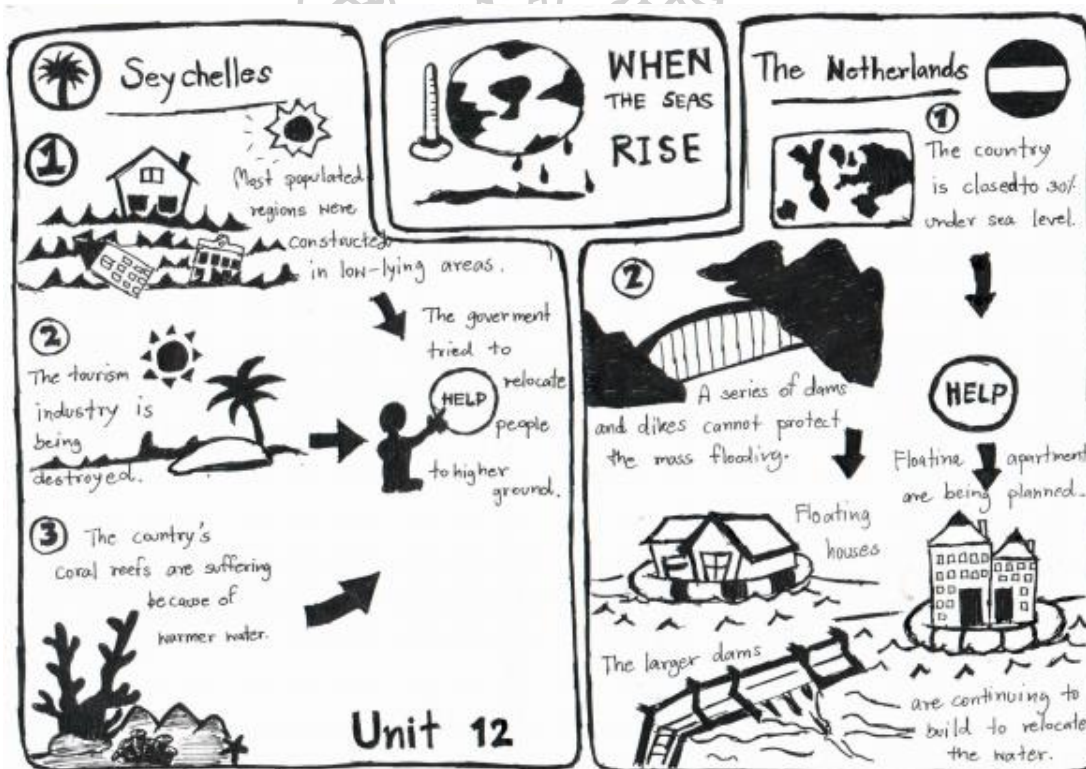 WHEN
THE SEAS
RISE
Seychelles
1
Most populated
regions were
constructed
in low-lying areas.
2
The tourism
industry is
being
destroyed.
3
The country's
coral reefs are suffering
because of
warmer water.
The goverment
tried to
relocate
HELP
people
to higher
ground.
Unit 12
The Netherlands
1
The country
is closed to 30%
under sea level.
2
A series of dams
and dikes cannot protect
the mass flooding.
HELP
Floating apartment
are being planned.
Floating
houses
The larger dams
are continuing to
build to relocate
the water.